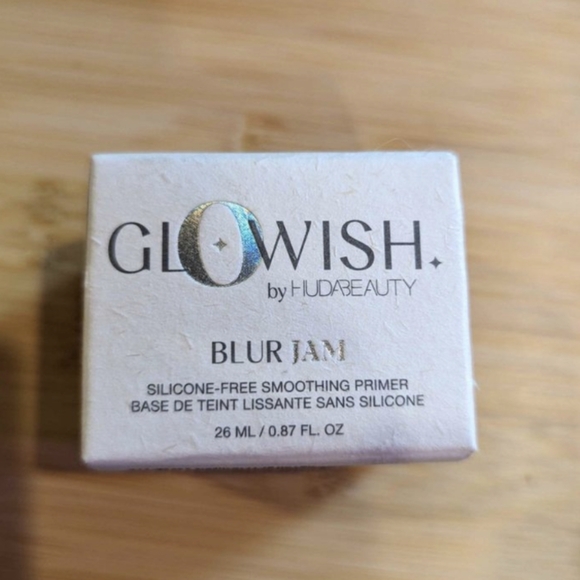 GLOWISH.
by HUDABEAUTY
BLUR JAM
SILICONE-FREE SMOOTHING PRIMER
BASE DE TEINT LISSANTE SANS SILICONE
26 ML / 0.87 FL. OZ